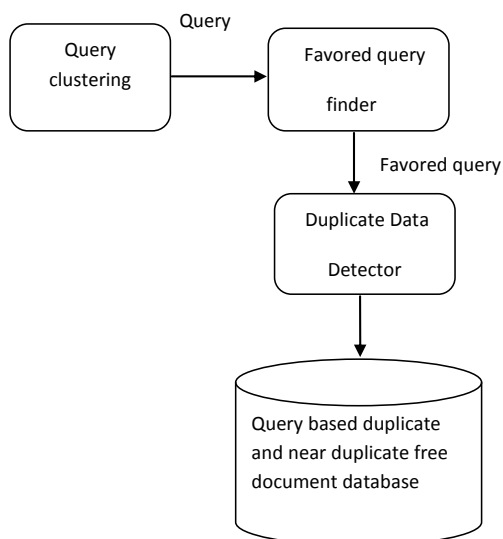 Query
Query
clustering
Favored query
finder
Favored query
Duplicate Data
Detector
Query based duplicate
and near duplicate free
document database